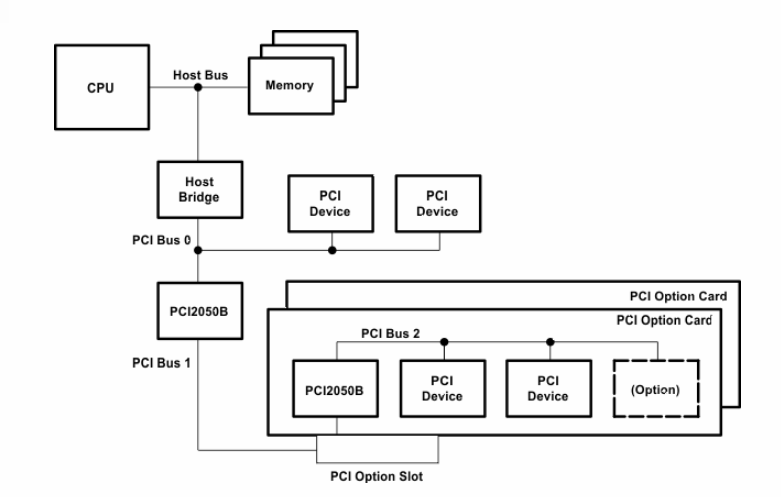 Host Bus
CPU
Memory
Host
Bridge
PCI
Device
PCI
Device
PCI Bus 0
PCI2050B
PCI Option Card
PCI Option Card
PCI Bus 2
PCI Bus 1
PCI2050B
PCI
Device
PCI
Device
(Option)
PCI Option Slot